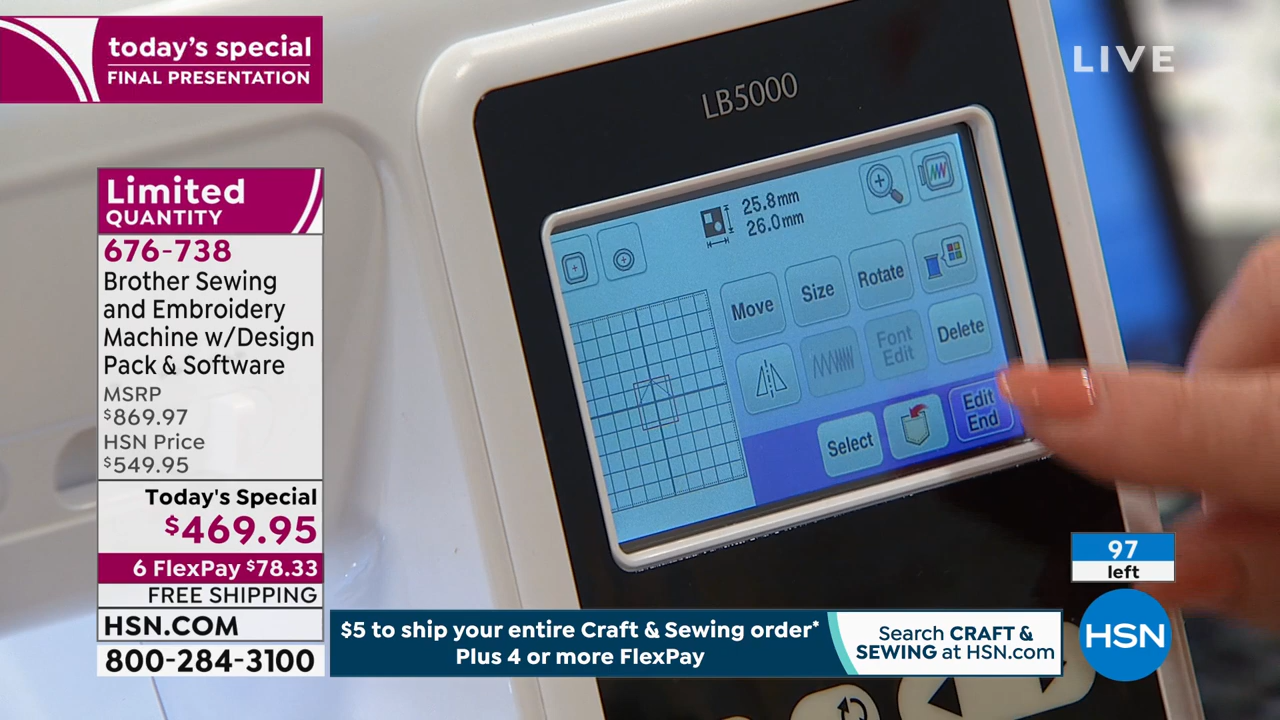 today's special
FINAL PRESENTATION
LIVE
LB5000
25.8mm
26.0mm
Move
Size
Rotate
Font
Edit
Delete
Select
Edit
End
Limited
QUANTITY
676-738
Brother Sewing
and Embroidery
Machine w/Design
Pack & Software
MSRP
$869.97
HSN Price
$549.95
Today's Special
$469.95
6 FlexPay $78.33
FREE SHIPPING
HSN.COM
800-284-3100
97
left
$5 to ship your entire Craft & Sewing order*
Plus 4 or more FlexPay
Search CRAFT &
SEWING at HSN.com
HSN